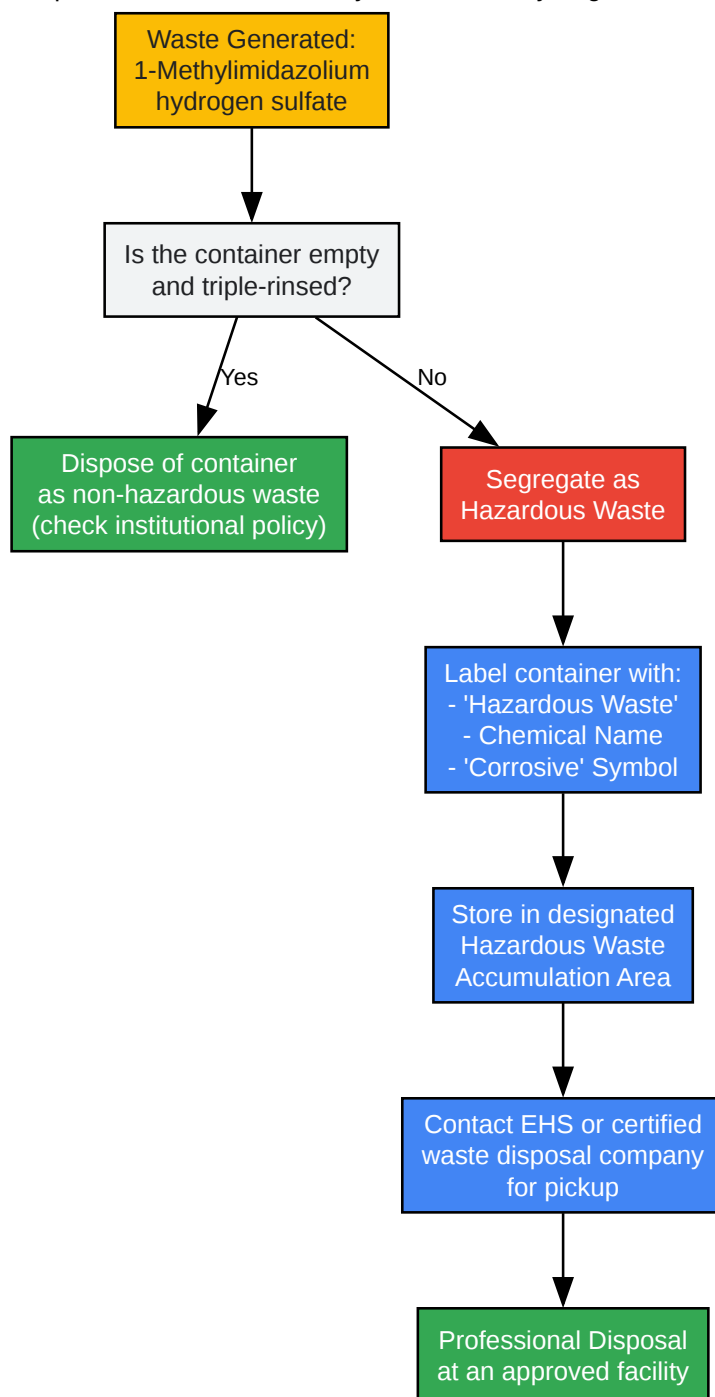 Waste Generated:
1-Methylimidazolium
hydrogen sulfate
Is the container empty
and triple-rinsed?
Yes
No
Dispose of container
as non-hazardous waste
(check institutional policy)
Segregate as
Hazardous Waste
Label container with:
- 'Hazardous Waste'
- Chemical Name
- 'Corrosive' Symbol
Store in designated
Hazardous Waste
Accumulation Area
Contact EHS or certified
waste disposal company
for pickup
Professional Disposal
at an approved facility